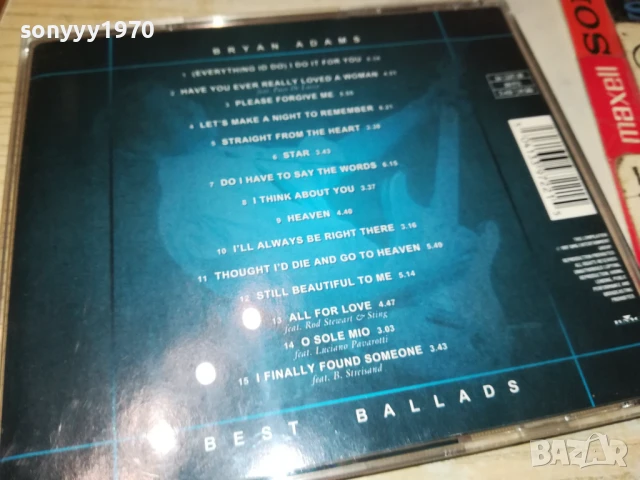 sonyyy1970
BRYAN ADAMS
1 (EVERYTHING I DO) I DO IT FOR YOU
2 HAVE YOU EVER REALLY LOVED A WOMAN
3 PLEASE FORGIVE ME
4 LET'S MAKE A NIGHT TO REMEMBER 6.21
5 STRAIGHT FROM THE HEART
6 STAR 3.43
7 DO I HAVE TO SAY THE WORDS 6.15
8 I THINK ABOUT YOU 3.37
9 HEAVEN 4.40
10 I'LL ALWAYS BE RIGHT THERE 3.16
11 THOUGHT I'D DIE AND GO TO HEAVEN 5.49
12 STILL BEAUTIFUL TO ME 5.14
13 ALL FOR LOVE 4.47
feat. Rod Stewart & Sting
14 O SOLE MIO 3.03
feat. Luciano Pavarotti
15 I FINALLY FOUND SOMEONE 3.43
feat. B. Streisand
BEST BALLADS
maxell
BMG
BAZAR